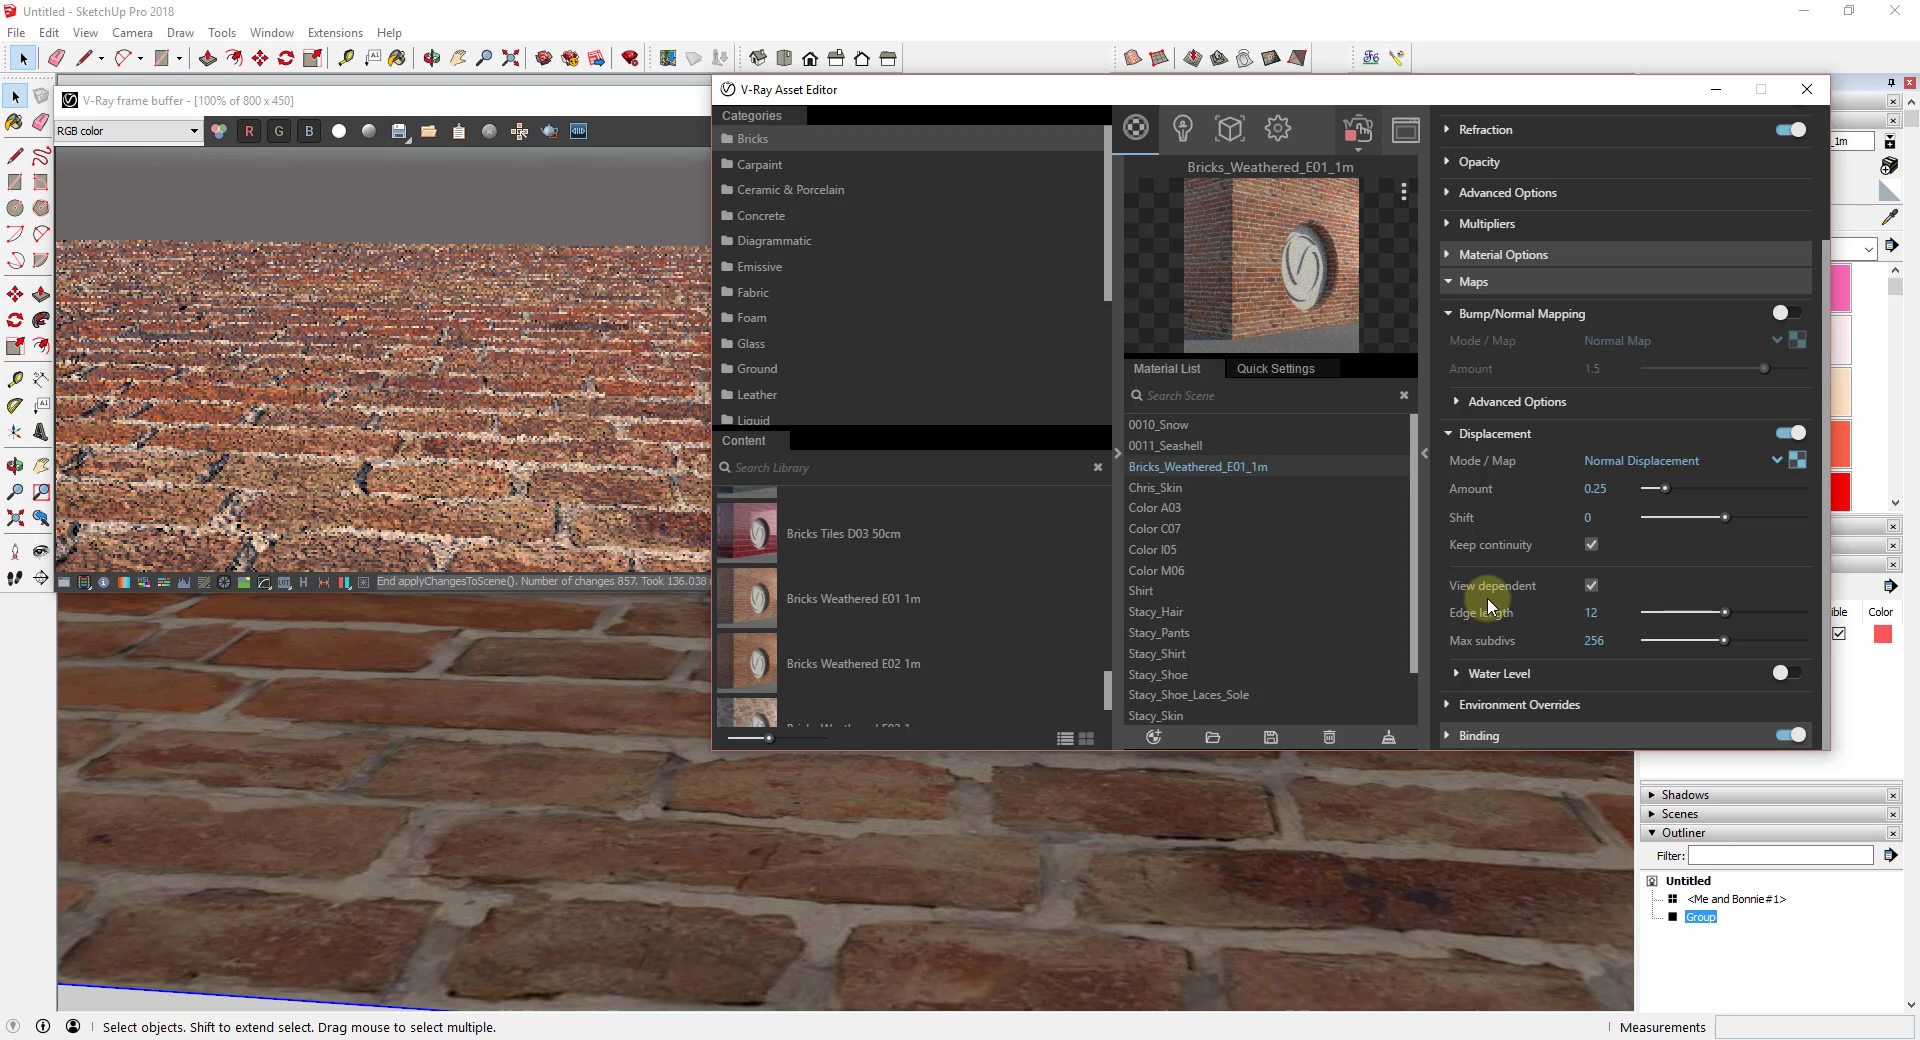 Untitled - SketchUp Pro 2018
File Edit View Camera Draw Tools Window Extensions Help
V-Ray frame buffer - [100% of 800 x 450]
RGB color
R G B
End applyChangesToScene(). Number of changes 857. Took 136.038
V-Ray Asset Editor
Categories
Bricks
Carpaint
Ceramic & Porcelain
Concrete
Diagrammatic
Emissive
Fabric
Foam
Glass
Ground
Leather
Liquid
Content
Search Library
Bricks Tiles D03 50cm
Bricks Weathered E01 1m
Bricks Weathered E02 1m
Bricks_Weathered_E01_1m
Material List Quick Settings
Search Scene
0010_Snow
0011_Seashell
Bricks_Weathered_E01_1m
Chris_Skin
Color A03
Color C07
Color I05
Color M06
Shirt
Stacy_Hair
Stacy_Pants
Stacy_Shirt
Stacy_Shoe
Stacy_Shoe_Laces_Sole
Stacy_Skin
Refraction
Opacity
Advanced Options
Multipliers
Material Options
Maps
Bump/Normal Mapping
Mode / Map Normal Map
Amount 1.5
Advanced Options
Displacement
Mode / Map Normal Displacement
Amount 0.25
Shift 0
Keep continuity
View dependent
Edge length 12
Max subdivs 256
Water Level
Environment Overrides
Binding
_1m
ible Color
Shadows
Scenes
Outliner
Filter:
Untitled
<Me and Bonnie#1>
Group
Select objects. Shift to extend select. Drag mouse to select multiple.
Measurements